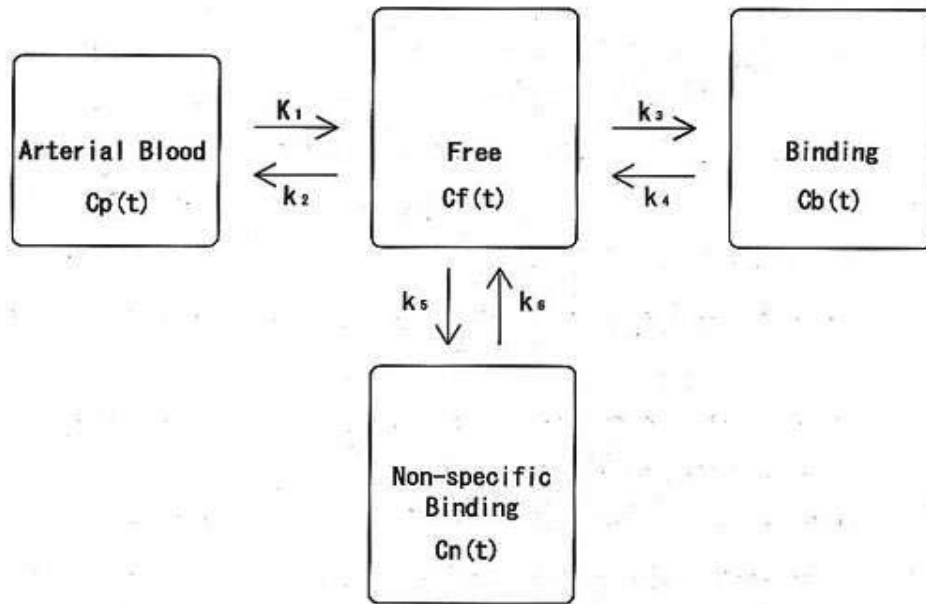 K₁
k₂
Arterial Blood
Cp(t)
Free
Cf(t)
k₃
k₄
Binding
Cb(t)
k₅
k₆
Non-specific
Binding
Cn(t)